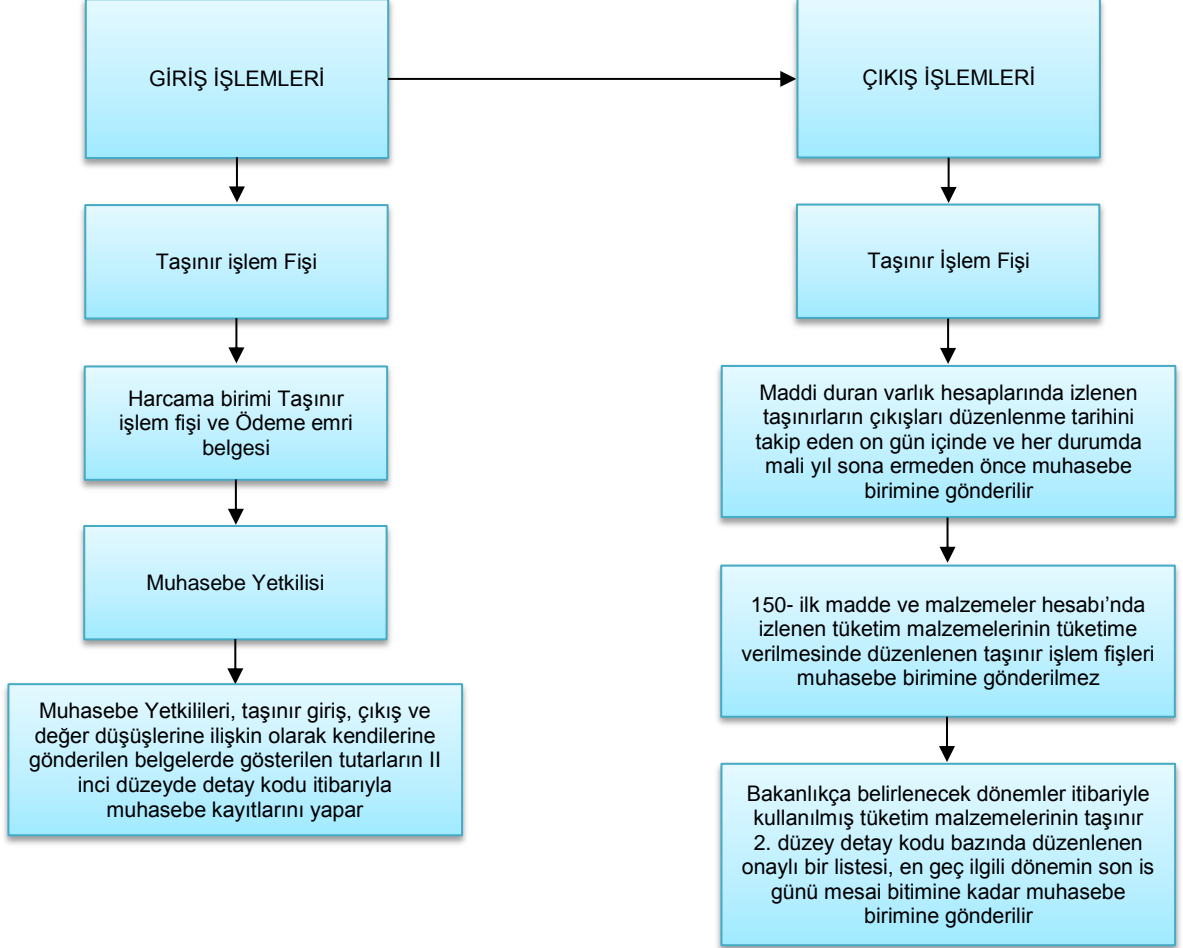 GİRİŞ İŞLEMLERİ
ÇIKIŞ İŞLEMLERİ
Taşınır işlem Fişi
Taşınır İşlem Fişi
Harcama birimi Taşınır
işlem fişi ve Ödeme emri
belgesi
Maddi duran varlık hesaplarında izlenen
taşınırların çıkışları düzenlenme tarihini
takip eden on gün içinde ve her durumda
mali yıl sona ermeden önce muhasebe
birimine gönderilir
Muhasebe Yetkilisi
150- ilk madde ve malzemeler hesabı’nda
izlenen tüketim malzemelerinin tüketime
verilmesinde düzenlenen taşınır işlem fişleri
muhasebe birimine gönderilmez
Muhasebe Yetkilileri, taşınır giriş, çıkış ve
değer düşüşlerine ilişkin olarak kendilerine
gönderilen belgelerde gösterilen tutarların II
inci düzeyde detay kodu itibarıyla
muhasebe kayıtlarını yapar
Bakanlıkça belirlenecek dönemler itibariyle
kullanılmış tüketim malzemelerinin taşınır
2. düzey detay kodu bazında düzenlenen
onaylı bir listesi, en geç ilgili dönemin son is
günü mesai bitimine kadar muhasebe
birimine gönderilir